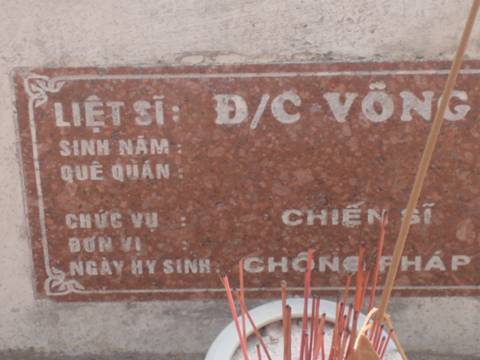 LIỆT SĨ: Đ/C VÕNG
SINH NĂM :
QUÊ QUÁN :
CHỨC VỤ : CHIẾN SĨ
ĐƠN VỊ :
NGÀY HY SINH: CHỐNG PHÁP